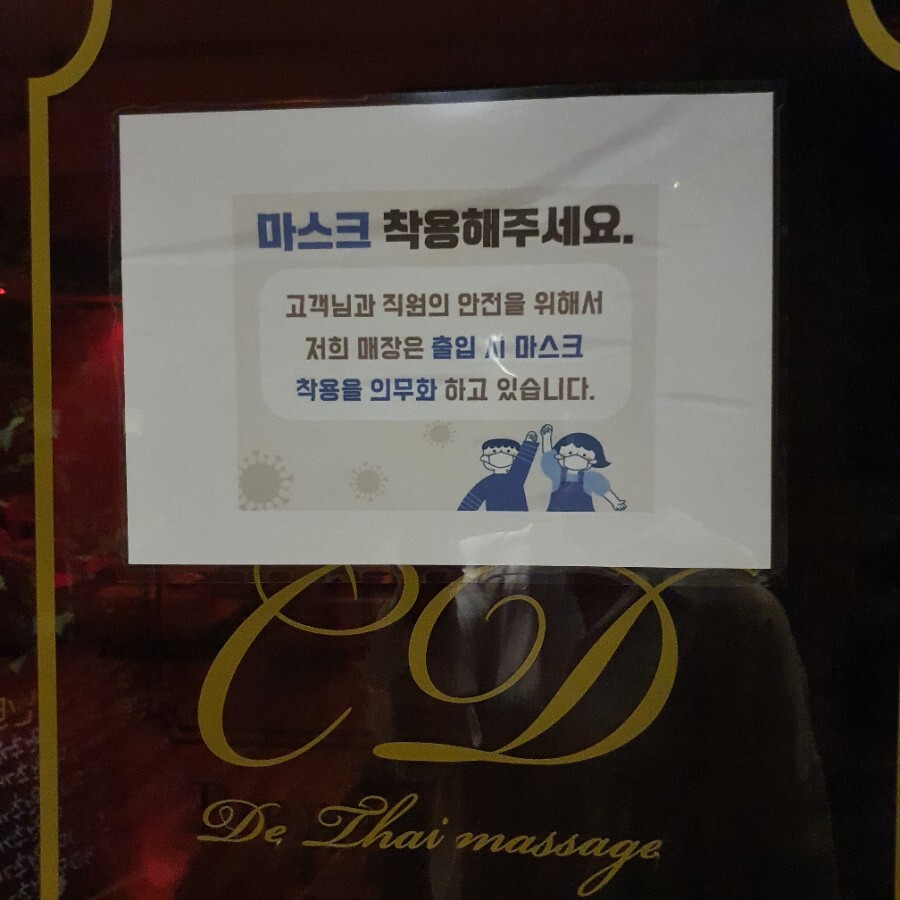 마스크 착용해주세요.
고객님과 직원의 안전을 위해서
저희 매장은 출입 시 마스크
착용을 의무화 하고 있습니다.
CD
De Thai massage